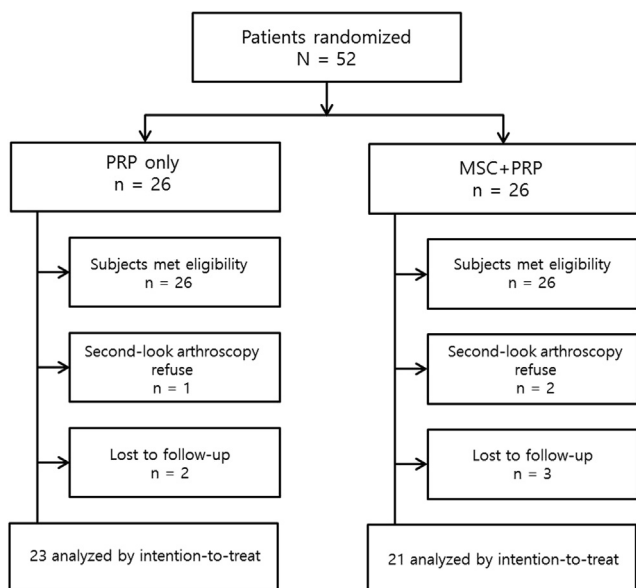 Patients randomized
N = 52
PRP only
n = 26
Subjects met eligibility
n = 26
Second-look arthroscopy
refuse
n = 1
Lost to follow-up
n = 2
23 analyzed by intention-to-treat
MSC+PRP
n = 26
Subjects met eligibility
n = 26
Second-look arthroscopy
refuse
n = 2
Lost to follow-up
n = 3
21 analyzed by intention-to-treat